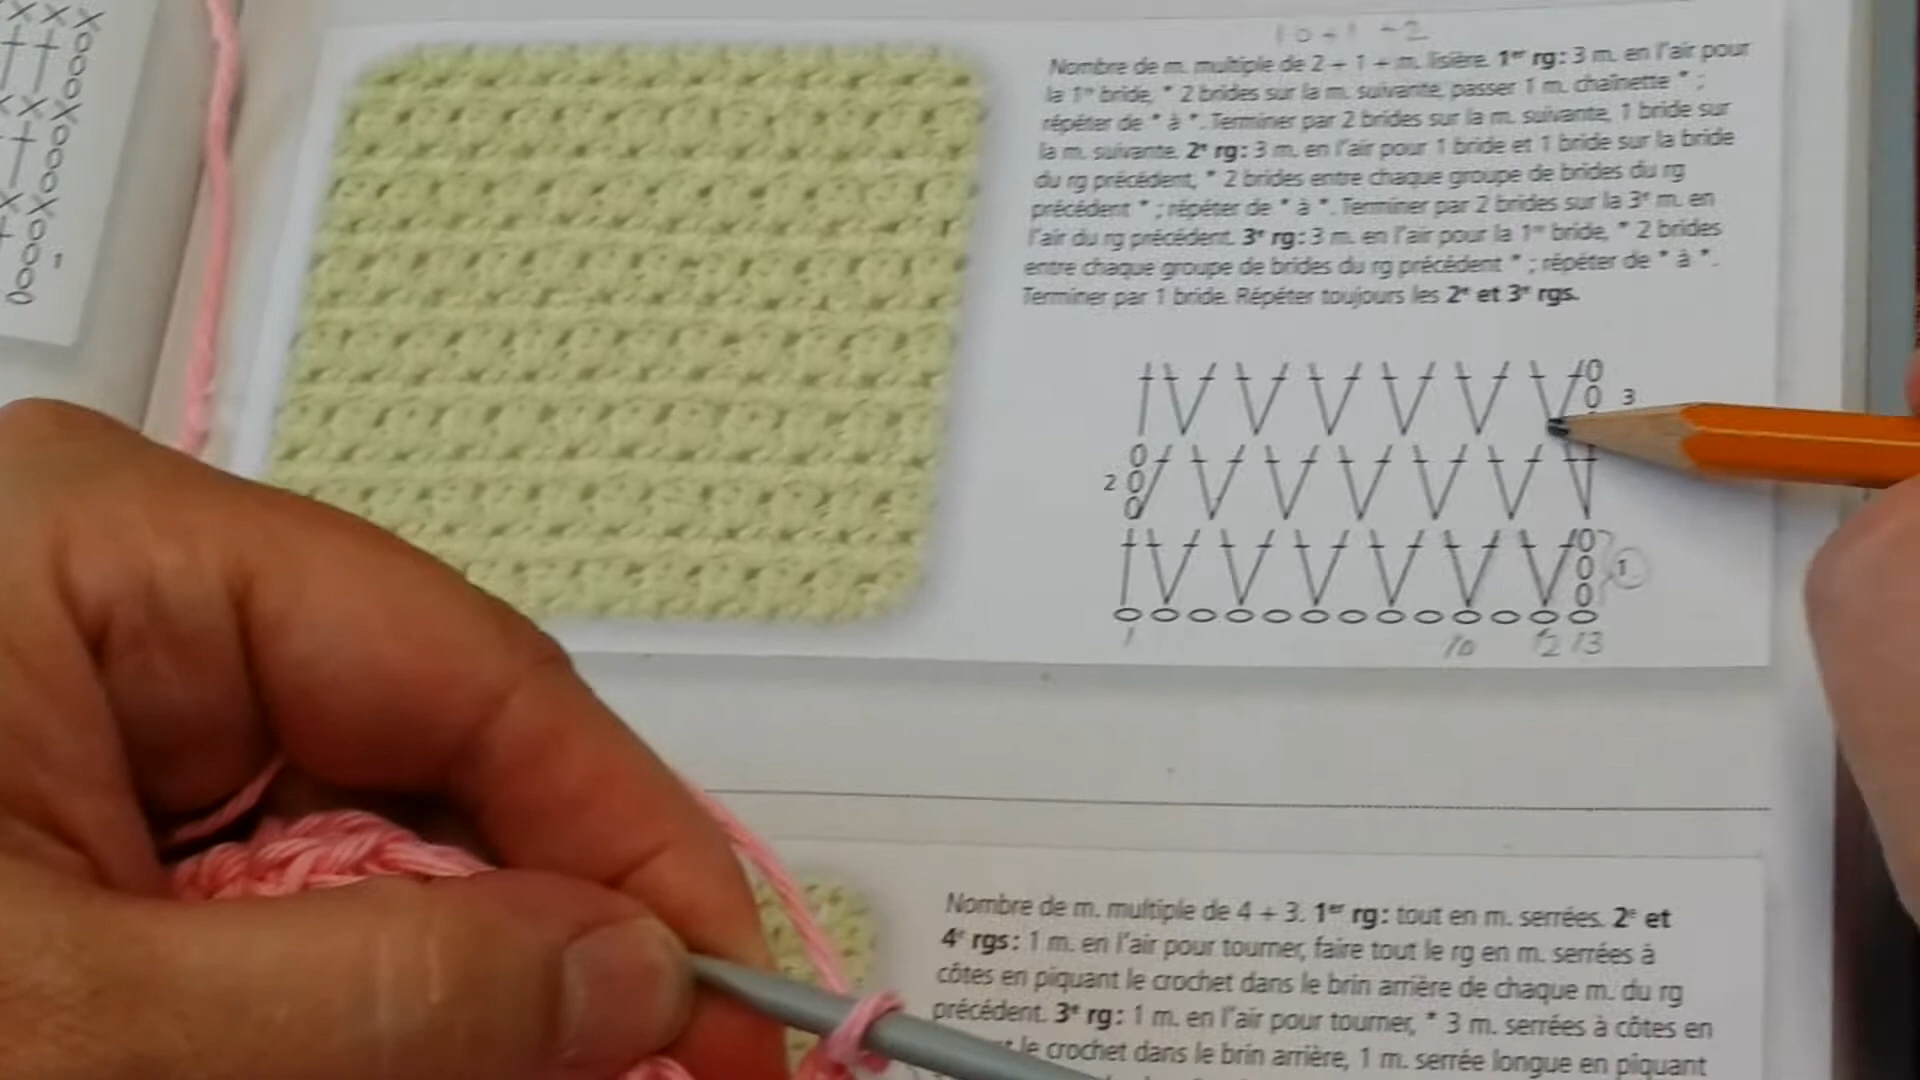 10+1 +2
Nombre de m. multiple de 2 + 1 + m. lisière. 1er rg: 3 m. en l'air pour
la 1re bride, * 2 brides sur la m. suivante, passer 1 m. chaînette * ;
répéter de * à *. Terminer par 2 brides sur la m. suivante, 1 bride sur
la m. suivante. 2e rg: 3 m. en l'air pour 1 bride et 1 bride sur la bride
du rg précédent, * 2 brides entre chaque groupe de brides du rg
précédent * ; répéter de * à *. Terminer par 2 brides sur la 3e m. en
l'air du rg précédent. 3e rg: 3 m. en l'air pour la 1re bride, * 2 brides
entre chaque groupe de brides du rg précédent * ; répéter de * à *.
Terminer par 1 bride. Répéter toujours les 2e et 3e rgs.
3
2
1
1 10 12 13
1
Nombre de m. multiple de 4 + 3. 1er rg: tout en m. serrées. 2e et
4e rgs: 1 m. en l'air pour tourner, faire tout le rg en m. serrées à
côtes en piquant le crochet dans le brin arrière de chaque m. du rg
précédent. 3e rg: 1 m. en l'air pour tourner, * 3 m. serrées à côtes en
le crochet dans le brin arrière, 1 m. serrée longue en piquant